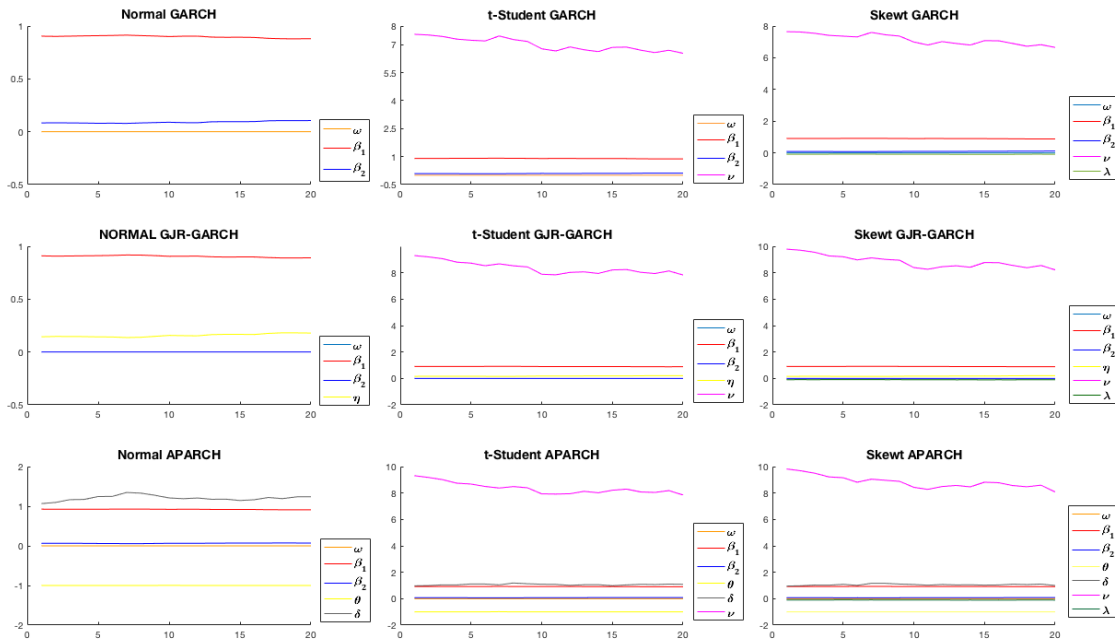 Normal GARCH
1
0.5
0
-0.5
0 5 10 15 20
ω
β₁
β₂
t-Student GARCH
8
7
5.5
4
2.5
1
-0.5
0 5 10 15 20
ω
β₁
β₂
ν
Skewt GARCH
8
6
4
2
0
-2
0 5 10 15 20
ω
β₁
β₂
ν
λ
NORMAL GJR-GARCH
1
0.5
0
-0.5
0 5 10 15 20
ω
β₁
β₂
η
t-Student GJR-GARCH
8
6
4
2
0
-2
0 5 10 15 20
ω
β₁
β₂
η
ν
Skewt GJR-GARCH
10
8
6
4
2
0
-2
0 5 10 15 20
ω
β₁
β₂
η
ν
λ
Normal APARCH
2
1
0
-1
-2
0 5 10 15 20
ω
β₁
β₂
θ
δ
t-Student APARCH
10
8
6
4
2
0
-2
0 5 10 15 20
ω
β₁
β₂
θ
δ
ν
Skewt APARCH
10
8
6
4
2
0
-2
0 5 10 15 20
ω
β₁
β₂
θ
δ
ν
λ